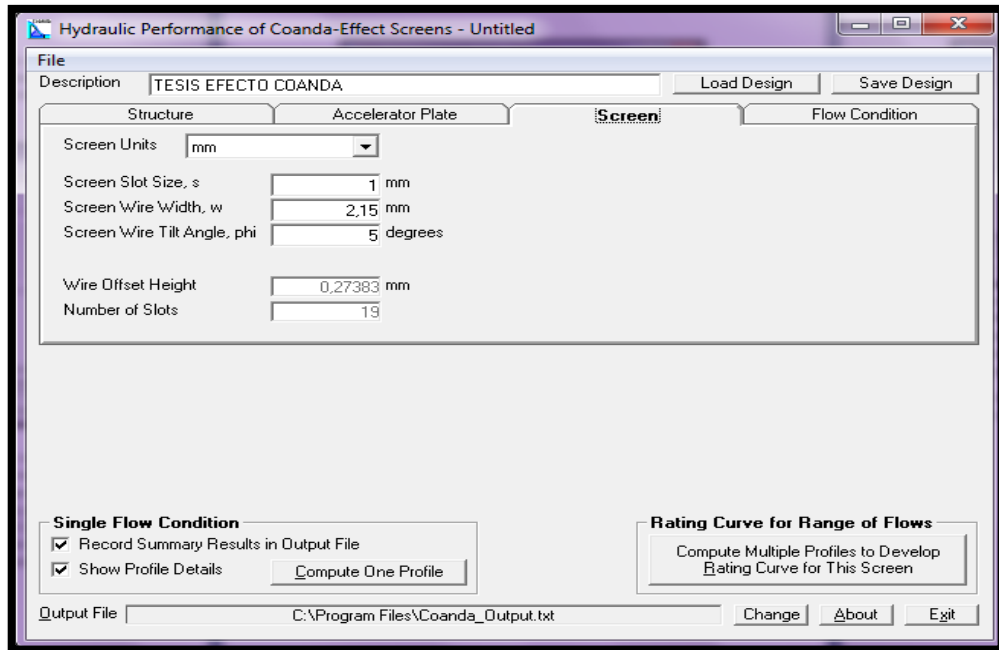 Hydraulic Performance of Coanda-Effect Screens - Untitled
File
Description TESIS EFECTO COANDA Load Design Save Design
Structure Accelerator Plate Screen Flow Condition
Screen Units mm
Screen Slot Size, s 1 mm
Screen Wire Width, w 2,15 mm
Screen Wire Tilt Angle, phi 5 degrees
Wire Offset Height 0,27383 mm
Number of Slots 19
Single Flow Condition
Record Summary Results in Output File
Show Profile Details Compute One Profile
Rating Curve for Range of Flows
Compute Multiple Profiles to Develop
Rating Curve for This Screen
Output File C:\Program Files\Coanda_Output.txt Change About Exit